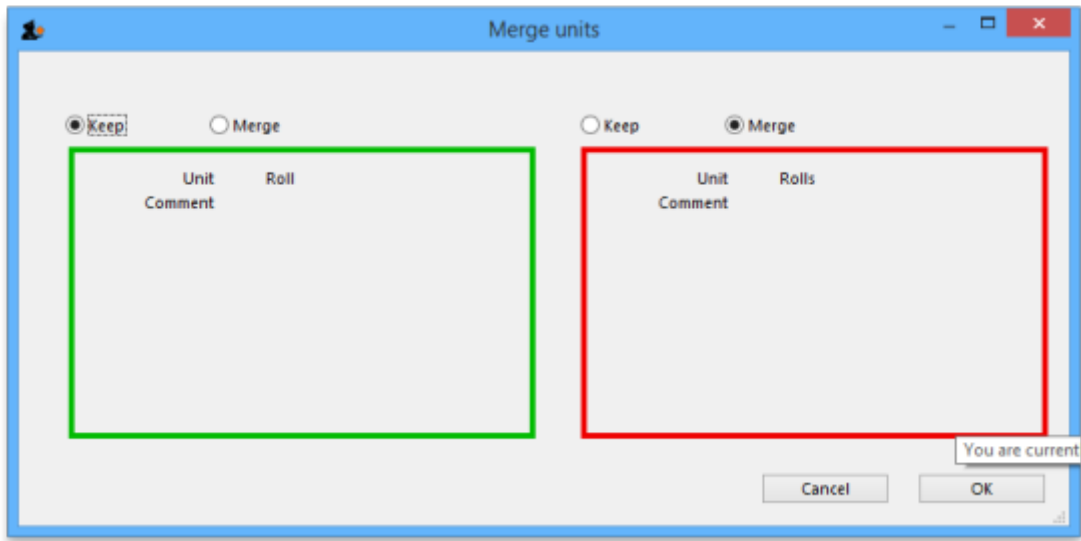 Merge units
Keep Merge Keep Merge
Unit Roll Unit Rolls
Comment Comment
You are current
Cancel OK